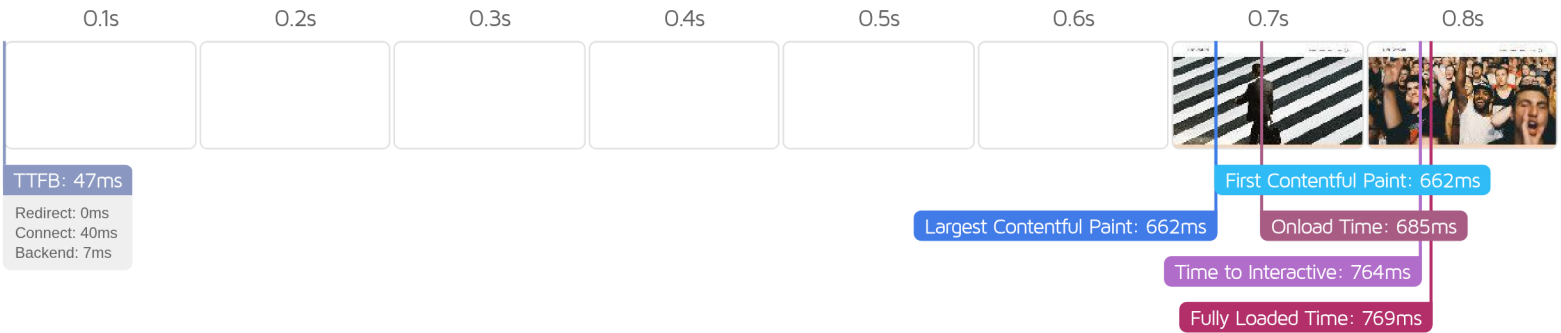 0.1s 0.2s 0.3s 0.4s 0.5s 0.6s 0.7s 0.8s
TTFB: 47ms
Redirect: 0ms
Connect: 40ms
Backend: 7ms
First Contentful Paint: 662ms
Largest Contentful Paint: 662ms
Onload Time: 685ms
Time to Interactive: 764ms
Fully Loaded Time: 769ms